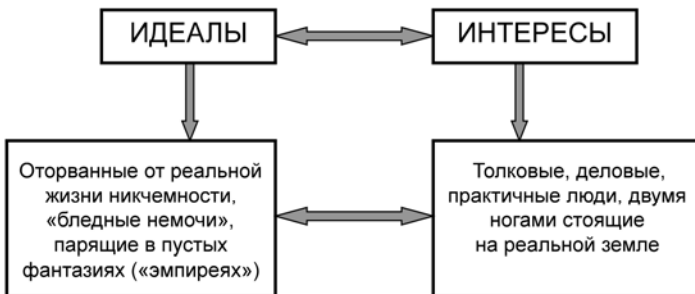 ИДЕАЛЫ
ИНТЕРЕСЫ
Оторванные от реальной
жизни никчемности,
«бледные немочи»,
парящие в пустых
фантазиях («эмпиреях»)
Толковые, деловые,
практичные люди, двумя
ногами стоящие
на реальной земле